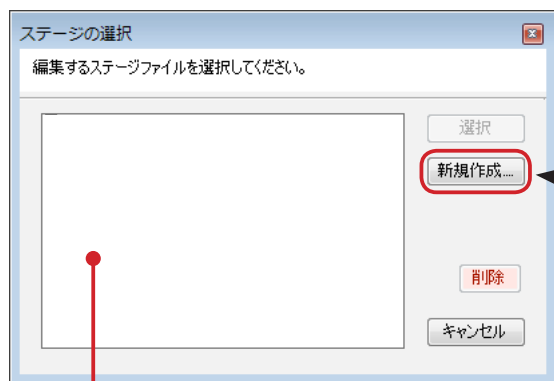 ステージの選択
編集するステージファイルを選択してください。
選択
新規作成...
削除
キャンセル